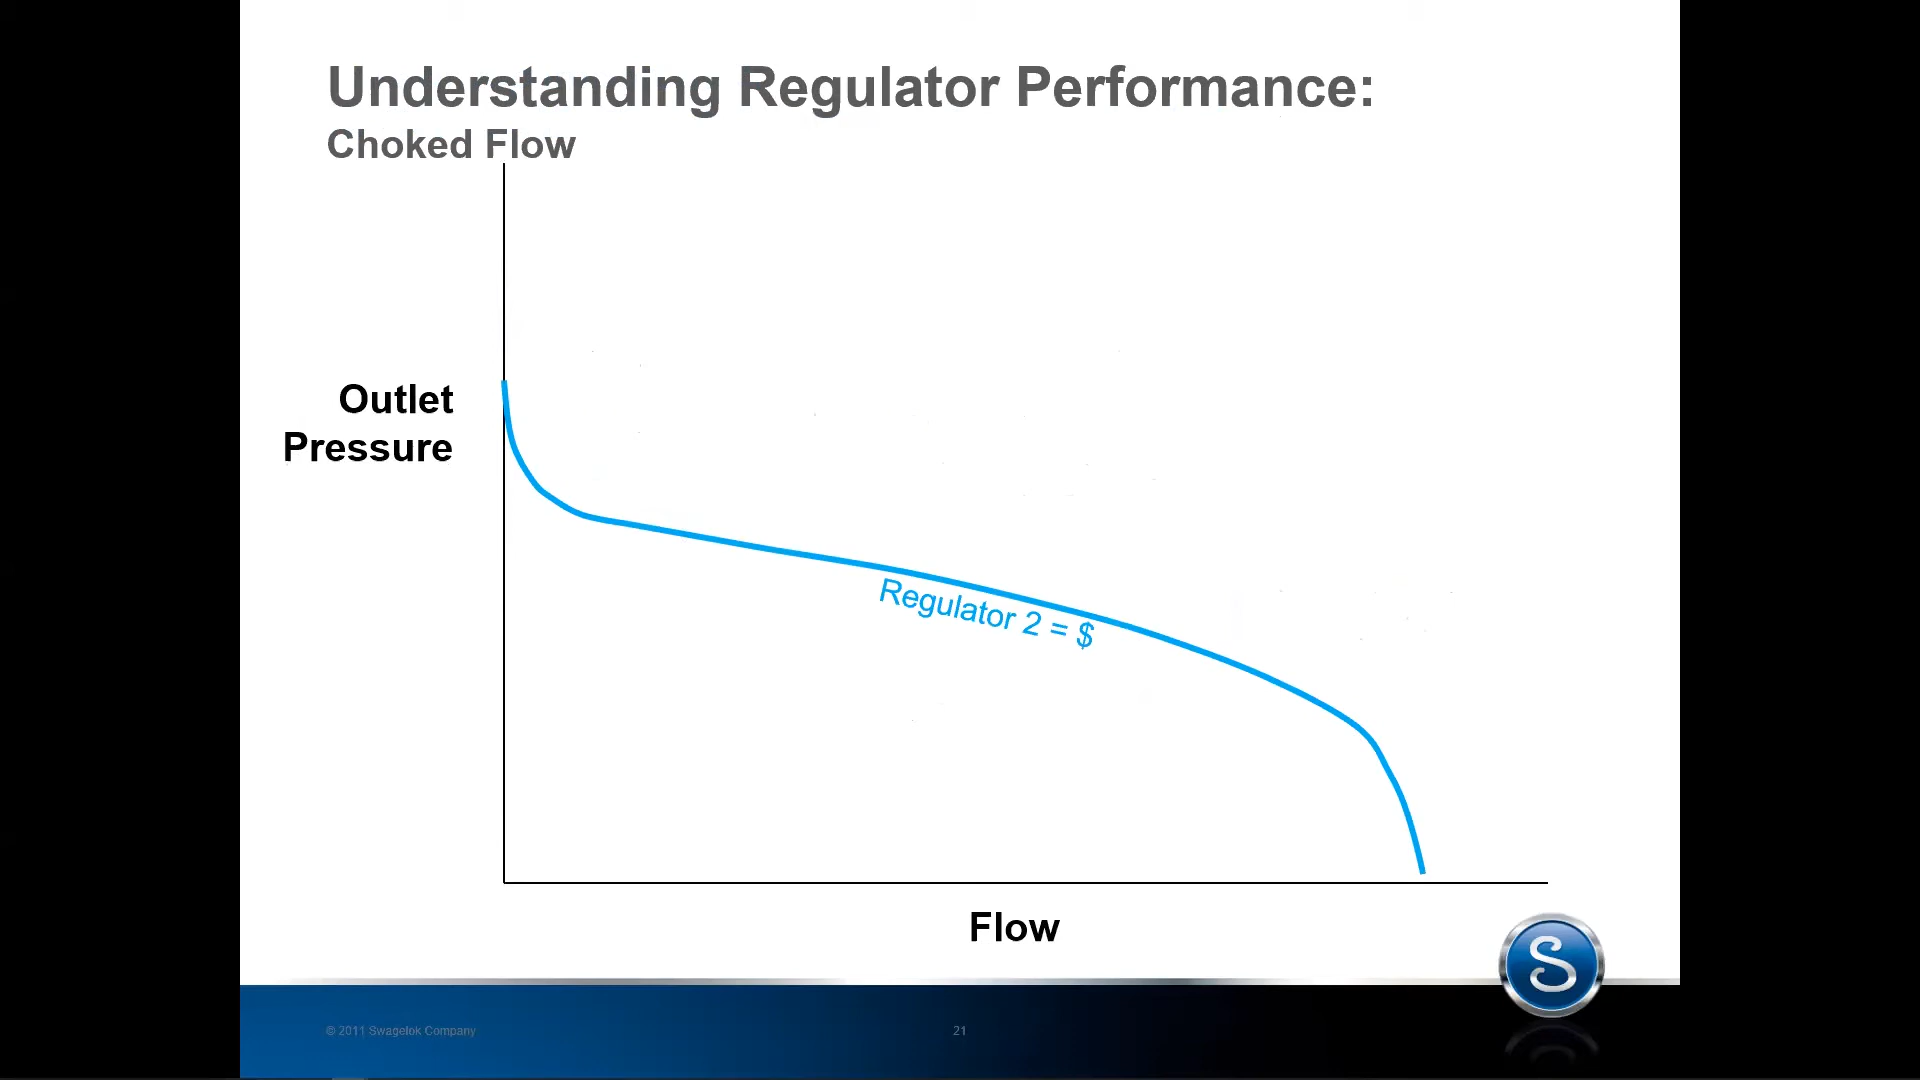 Understanding Regulator Performance:
Choked Flow
Outlet
Pressure
Regulator 2 = $
Flow
S
© 2011 Swagelok Company
21